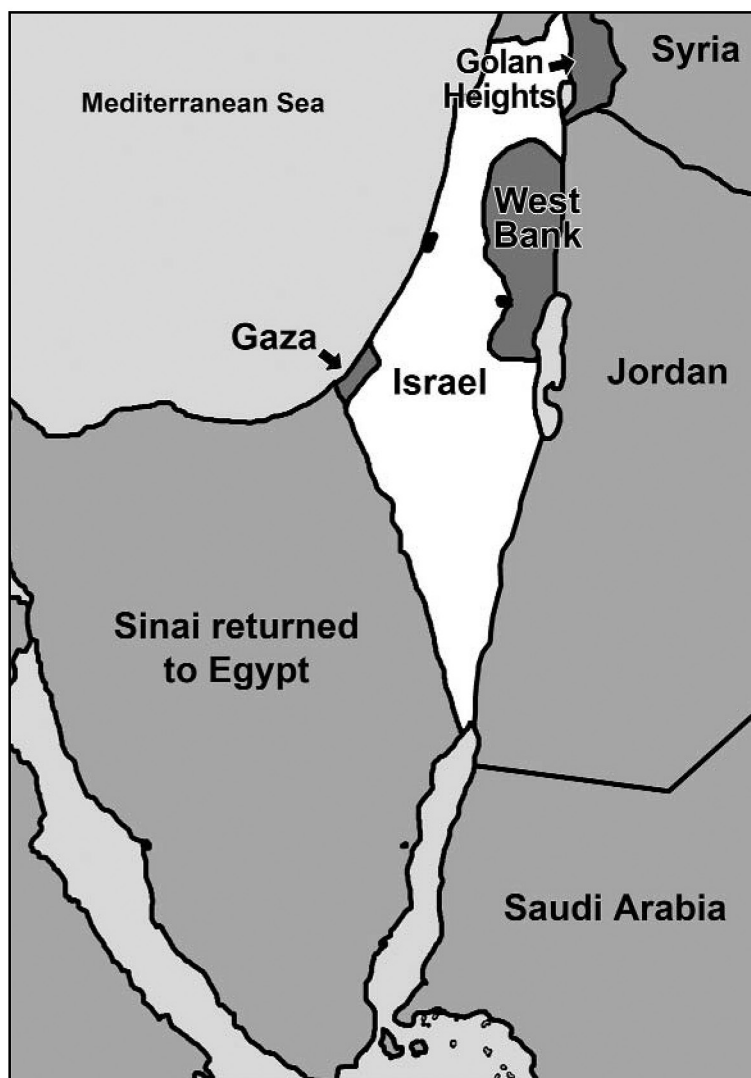 Golan
Heights
Syria
Mediterranean Sea
West
Bank
Gaza
Israel
Jordan
Sinai returned
to Egypt
Saudi Arabia